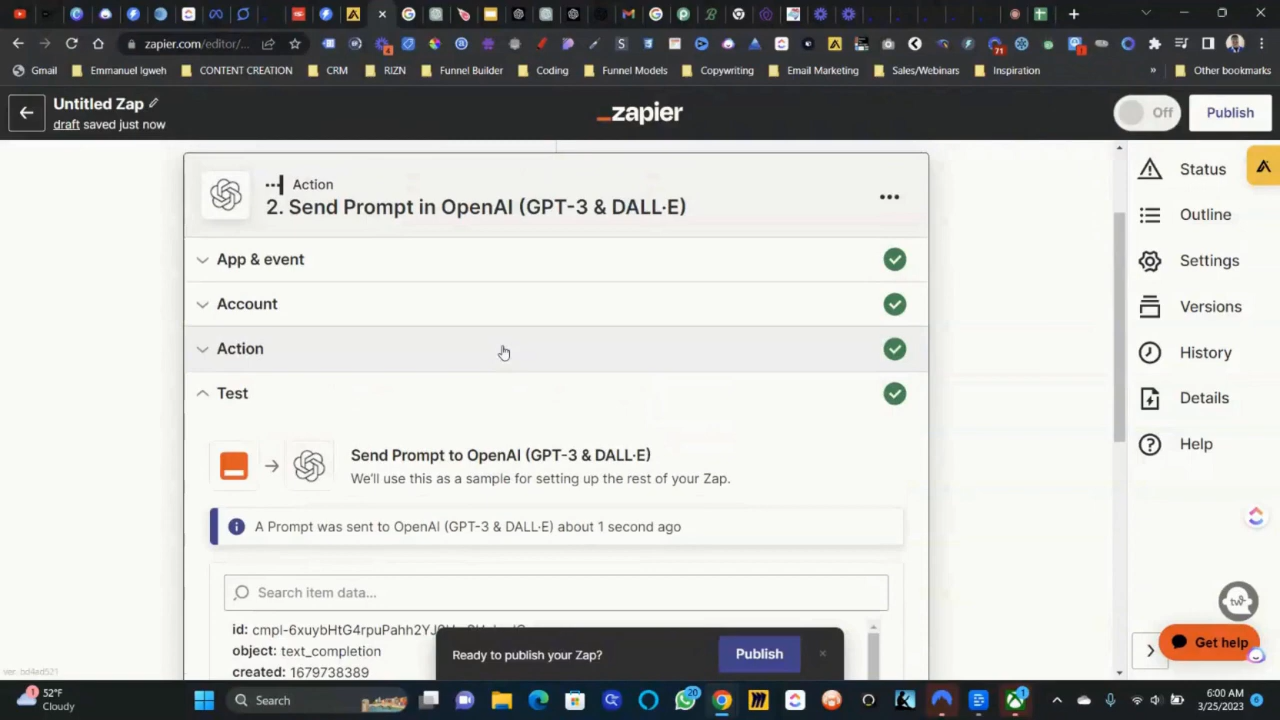 zapier.com/editor/...
Gmail
Emmanuel Igweh
CONTENT CREATION
CRM
RIZN
Funnel Builder
Coding
Funnel Models
Copywriting
Email Marketing
Sales/Webinars
Inspiration
»
Other bookmarks
Untitled Zap
draft saved just now
_zapier
Off
Publish
Action
2. Send Prompt in OpenAI (GPT-3 & DALL·E)
App & event
Account
Action
Test
Send Prompt to OpenAI (GPT-3 & DALL·E)
We'll use this as a sample for setting up the rest of your Zap.
A Prompt was sent to OpenAI (GPT-3 & DALL·E) about 1 second ago
Search item data...
id:
object: text_completion
created: 1679738389
Ready to publish your Zap?
Publish
Status
Outline
Settings
Versions
History
Details
Help
Get help
52°F
Cloudy
Search
20
6:00 AM
3/25/2023